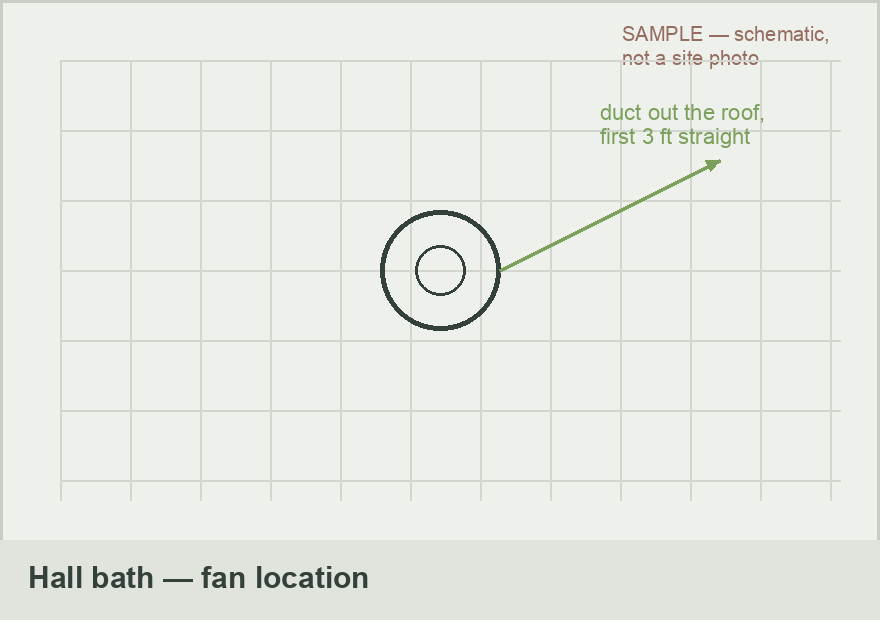 SAMPLE — schematic,
not a site photo
duct out the roof,
first 3 ft straight
Hall bath — fan location